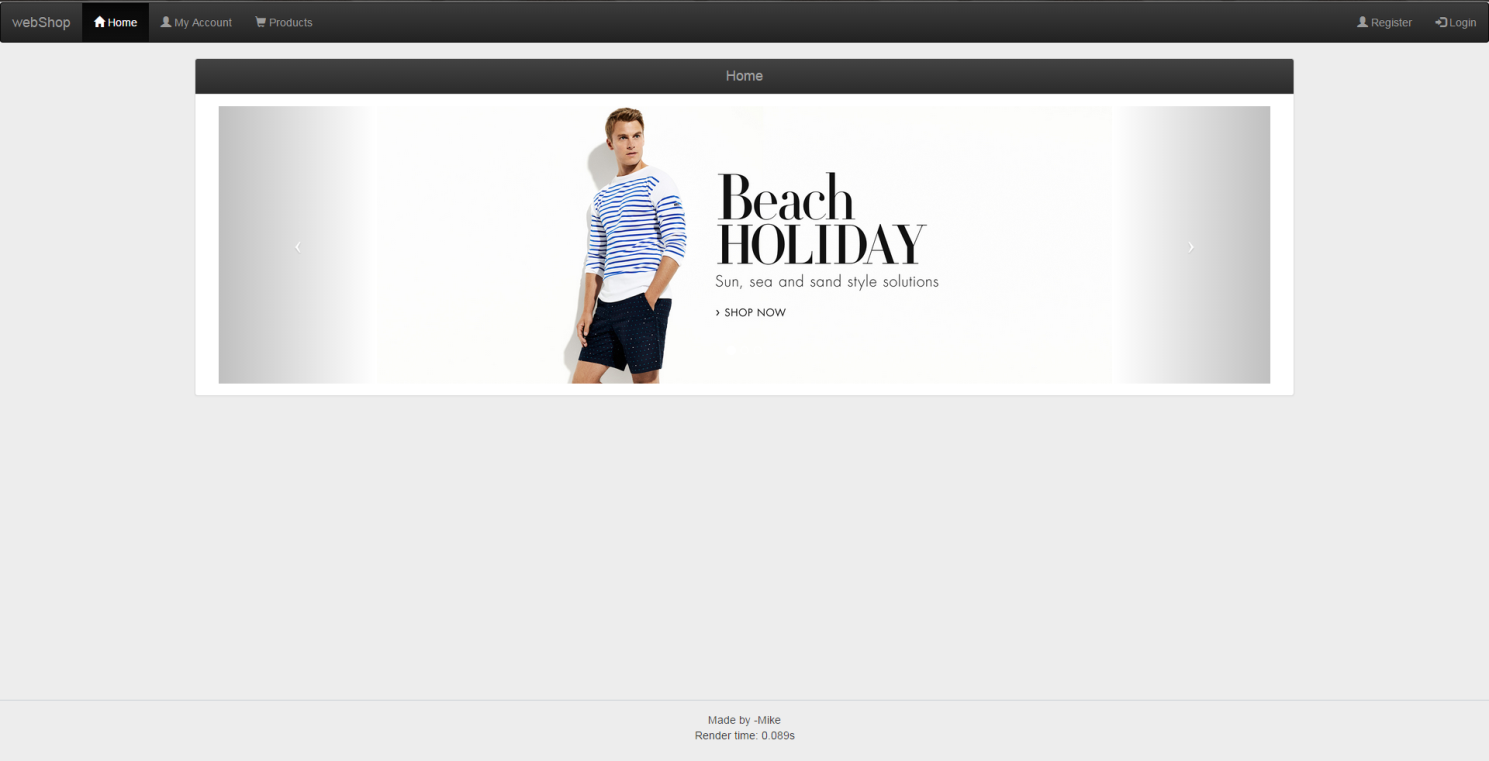 webShop Home My Account Products Register Login
Home
Beach
HOLIDAY
Sun, sea and sand style solutions
› SHOP NOW
Made by -Mike
Render time: 0.089s